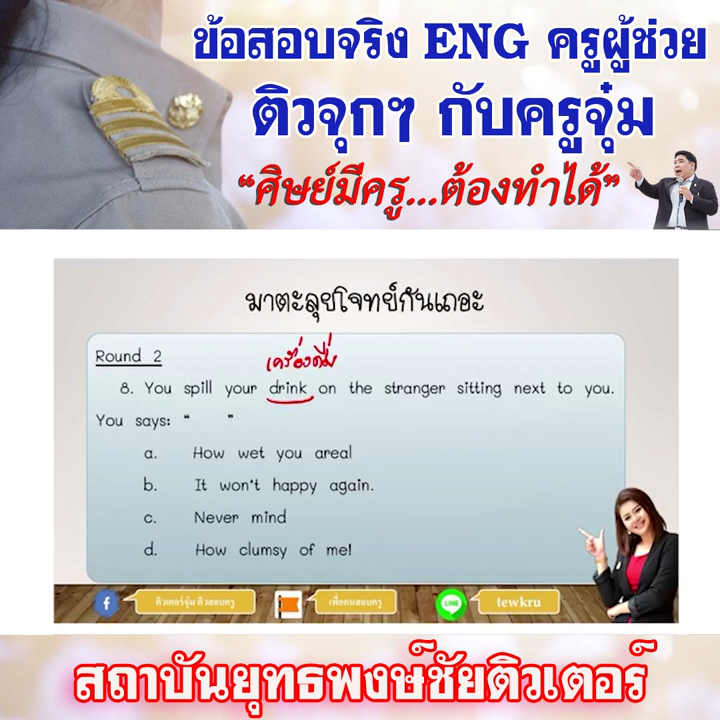 ข้อสอบจริง ENG ครูผู้ช่วย
ติวจุกๆ กับครูจุ๋ม
“ศิษย์มีครู...ต้องทำได้”
มาตะลุยโจทย์กันเถอะ
Round 2
เครื่องดื่ม
8. You spill your drink on the stranger sitting next to you.
You says: “ ”
a. How wet you areal
b. It won't happy again.
c. Never mind
d. How clumsy of me!
ติวเตอร์จุ๋ม ติวสอบครู
เพื่อคนสอบครู
LINE
tewkru
สถาบันยุทธพงษ์ชัยติวเตอร์